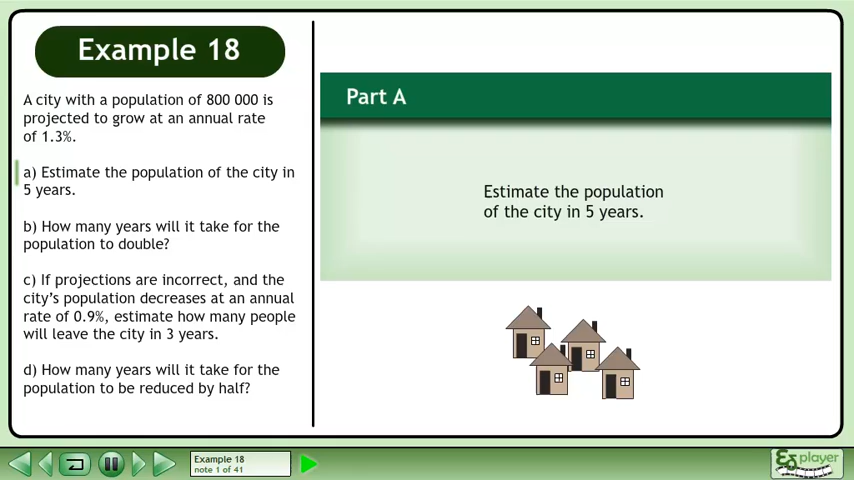 Example 18
A city with a population of 800 000 is
projected to grow at an annual rate
of 1.3%.
a) Estimate the population of the city in
5 years.
b) How many years will it take for the
population to double?
c) If projections are incorrect, and the
city's population decreases at an annual
rate of 0.9%, estimate how many people
will leave the city in 3 years.
d) How many years will it take for the
population to be reduced by half?
Part A
Estimate the population
of the city in 5 years.
Example 18
note 1 of 41
player